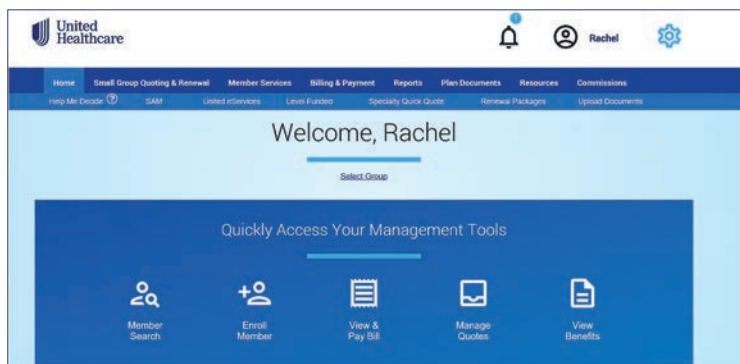 United
Healthcare
Rachel
Home Small Group Quoting & Renewal Member Services Billing & Payment Reports Plan Documents Resources Commissions
Help Me Decide ? SAM United eServices Level Funded Specialty Quick Quote Renewal Packages Upload Documents
Welcome, Rachel
Select Group
Quickly Access Your Management Tools
Member
Search
Enroll
Member
View &
Pay Bill
Manage
Quotes
View
Benefits